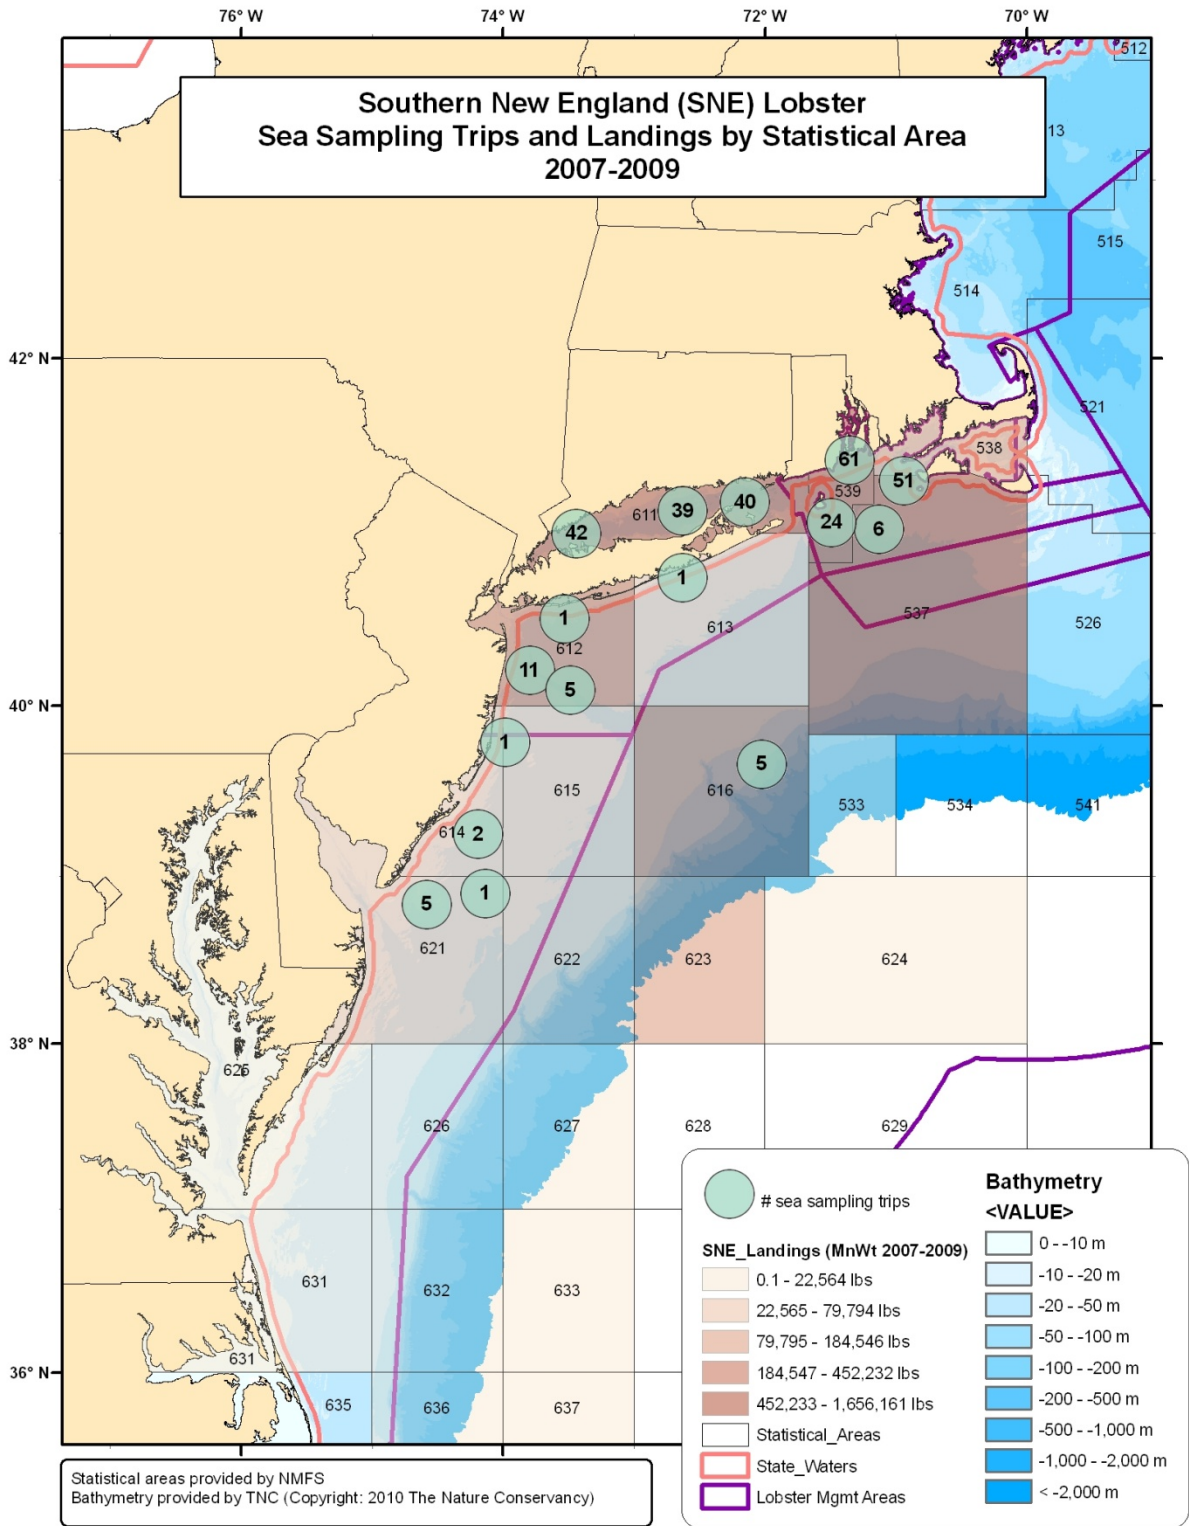 76° W 74° W 72° W 70° W
Southern New England (SNE) Lobster
Sea Sampling Trips and Landings by Statistical Area
2007-2009
512
13
515
514
42° N
521
538
61
51
539
40
39
611
42
24
6
1
1
613
537
526
612
11
5
40° N
1
5
615
616
533
534
541
614
2
1
5
621
622
623
624
38° N
625
626
627
628
629
631
632
633
631
36° N
635
636
637
# sea sampling trips
SNE_Landings (MnWt 2007-2009)
0.1 - 22,564 lbs
22,565 - 79,794 lbs
79,795 - 184,546 lbs
184,547 - 452,232 lbs
452,233 - 1,656,161 lbs
Statistical_Areas
State_Waters
Lobster Mgmt Areas
Bathymetry
<VALUE>
0 - -10 m
-10 - -20 m
-20 - -50 m
-50 - -100 m
-100 - -200 m
-200 - -500 m
-500 - -1,000 m
-1,000 - -2,000 m
< -2,000 m
Statistical areas provided by NMFS
Bathymetry provided by TNC (Copyright: 2010 The Nature Conservancy)